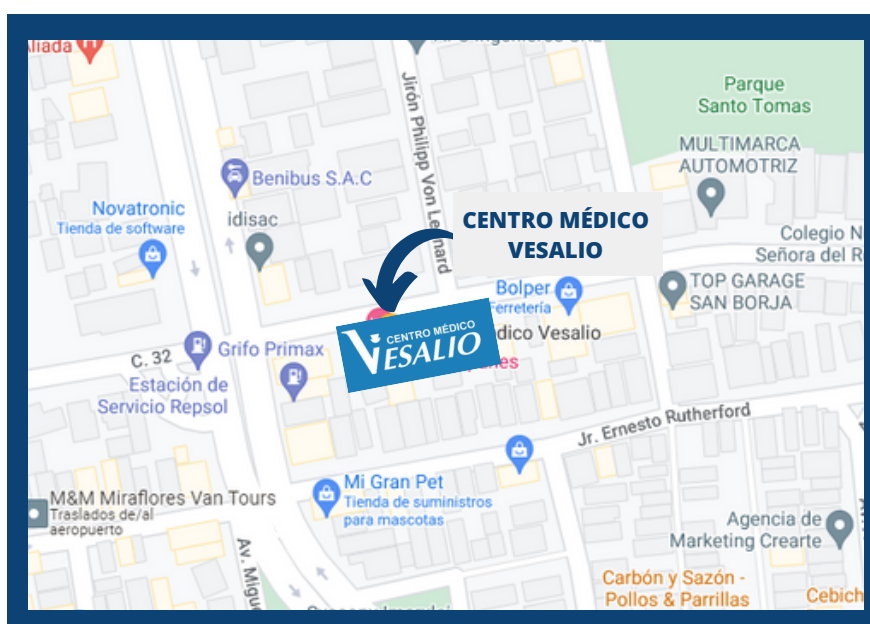 Aliada
Parque
Santo Tomas
Jirón Philipp Von Leonard
MULTIMARCA
AUTOMOTRIZ
Benibus S.A.C
Novatronic
Tienda de software
idisac
CENTRO MÉDICO
VESALIO
Colegio N
Señora del R
TOP GARAGE
SAN BORJA
Bolper
Ferretería
CENTRO MÉDICO
VESALIO
dico Vesalio
Grifo Primax
C. 32
Estación de
Servicio Repsol
Jr. Ernesto Rutherford
Mi Gran Pet
Tienda de suministros
para mascotas
M&M Miraflores Van Tours
Traslados de/al
aeropuerto
Agencia de
Marketing Crearte
Av. Migue
Carbón y Sazón -
Pollos & Parrillas
Cebich